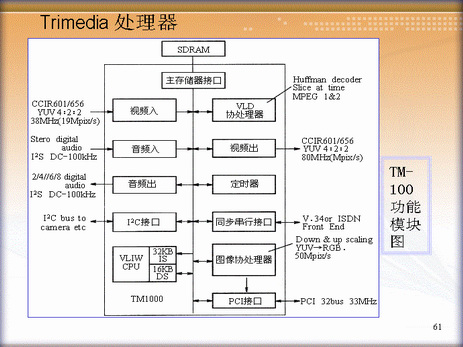 Trimedia 处理器
SDRAM
主存储器接口
CCIR601/656
YUV 4:2:2
38MHz(19Mpix/s)
视频入
VLD
协处理器
Huffman decoder
Slice at time
MPEG 1&2
Stero digital
audio
I²S DC-100kHz
音频入
视频出
CCIR601/656
YUV 4:2:2
80MHz(Mpix/s)
2/4//6/8 digital
audio
I²S DC-100kHz
音频出
定时器
I²C bus to
camera etc
I²C接口
同步串行接口
V.34or ISDN
Front End
VLIW
CPU
32KB
IS
16KB
DS
图像协处理器
Down & up scaling
YUV→RGB.
50Mpix/s
TM1000
PCI接口
PCI 32bus 33MHz
TM-
100
功能
模块
图
61